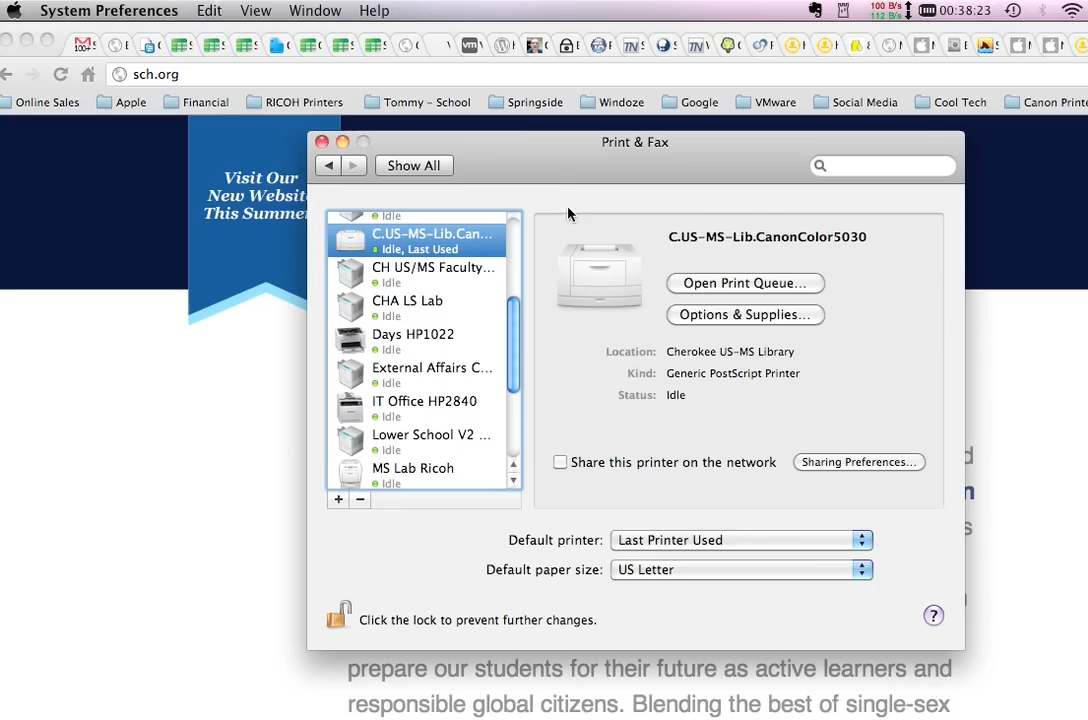 System Preferences Edit View Window Help
100 B/s
112 B/s
00:38:23
sch.org
Online Sales Apple Financial RICOH Printers Tommy – School Springside Windoze Google VMware Social Media Cool Tech Canon Printe
Visit Our
New Website
This Summer
Print & Fax
Show All
Idle
C.US-MS-Lib.Can...
Idle, Last Used
CH US/MS Faculty...
Idle
CHA LS Lab
Idle
Days HP1022
Idle
External Affairs C...
Idle
IT Office HP2840
Idle
Lower School V2 ...
Idle
MS Lab Ricoh
Idle
C.US-MS-Lib.CanonColor5030
Open Print Queue...
Options & Supplies...
Location: Cherokee US-MS Library
Kind: Generic PostScript Printer
Status: Idle
Share this printer on the network
Sharing Preferences...
Default printer: Last Printer Used
Default paper size: US Letter
Click the lock to prevent further changes.
?
prepare our students for their future as active learners and
responsible global citizens. Blending the best of single-sex